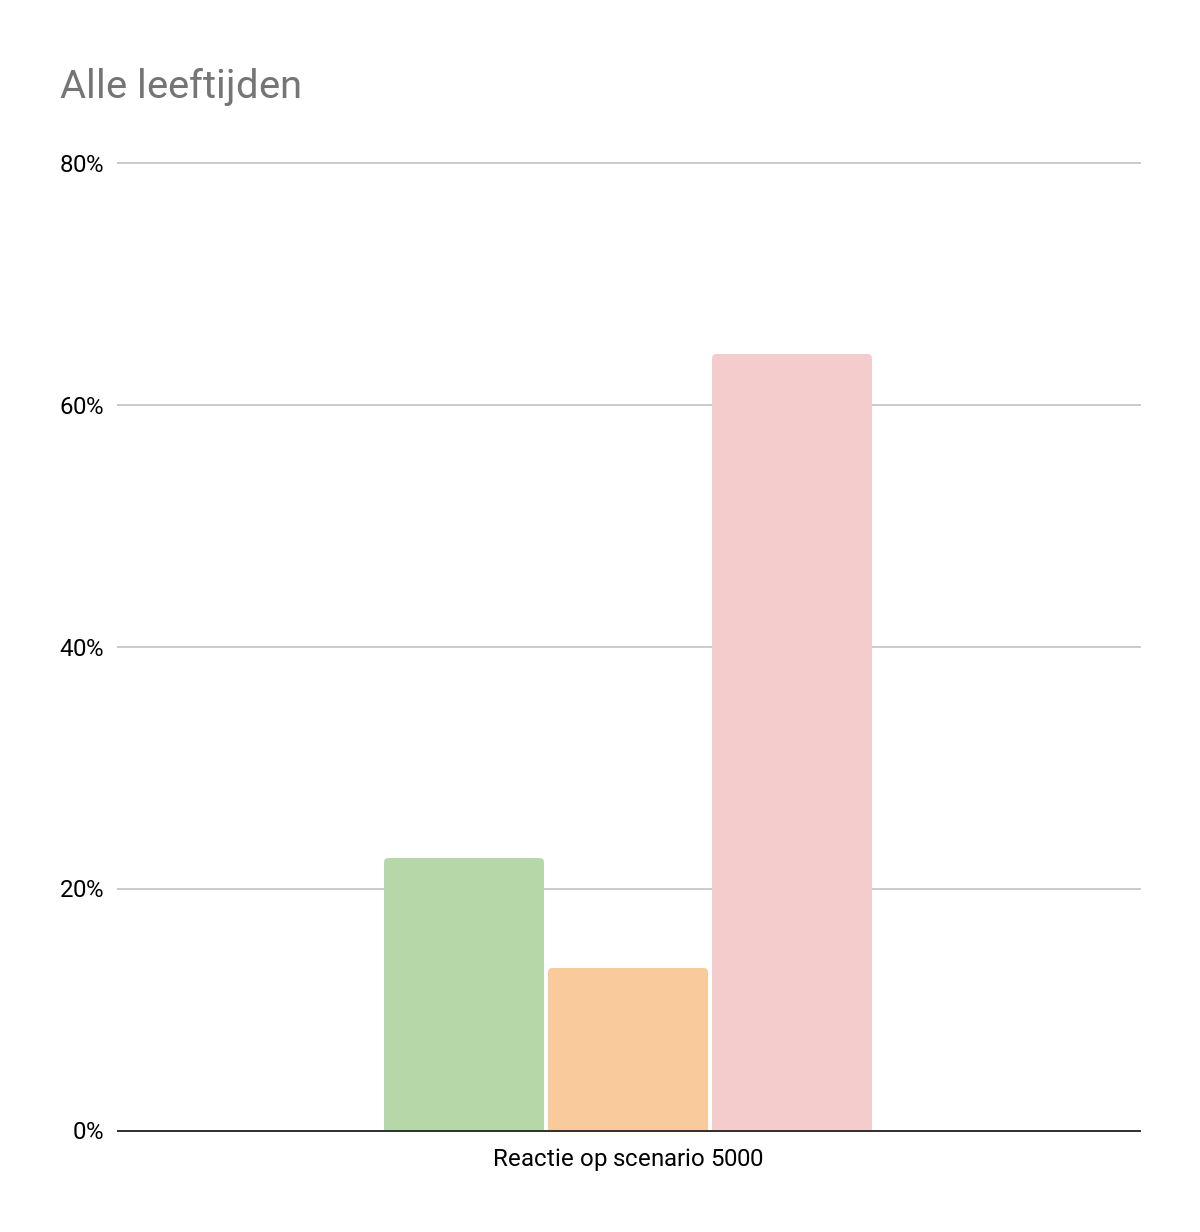 Alle leeftijden
80%
60%
40%
20%
0%
Reactie op scenario 5000